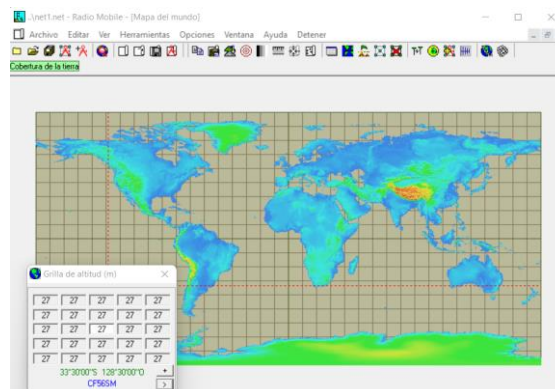 ..\net1.net - Radio Mobile - [Mapa del mundo]
Archivo Editar Ver Herramientas Opciones Ventana Ayuda Detener
Cobertura de la tierra
Grilla de altitud (m)
27 27 27 27 27
27 27 27 27 27
27 27 27 27 27
27 27 27 27 27
27 27 27 27 27
33°30'00''S 128°30'00''O +
CF56SM >